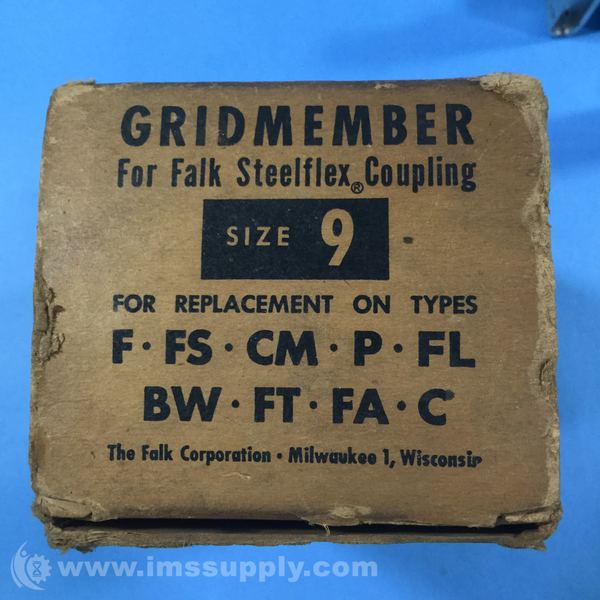 GRIDMEMBER
For Falk Steelflex® Coupling
SIZE 9
FOR REPLACEMENT ON TYPES
F · FS · CM · P · FL
BW · FT · FA · C
The Falk Corporation · Milwaukee 1, Wisconsin
www.imssupply.com